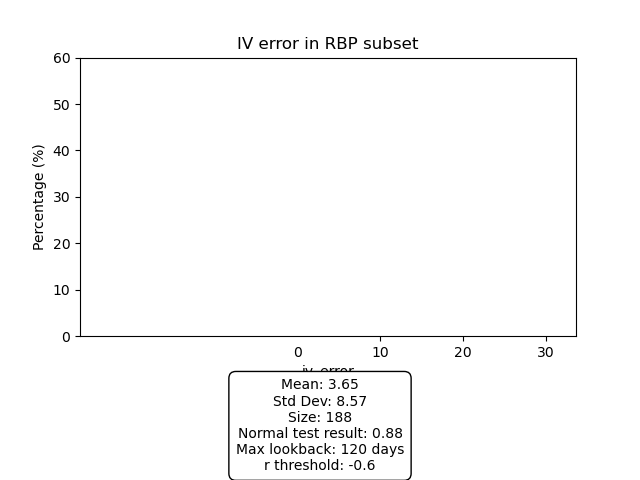 IV error in RBP subset
60
50
40
30
20
10
0
Percentage (%)
0 10 20 30
iv_error
Mean: 3.65
Std Dev: 8.57
Size: 188
Normal test result: 0.88
Max lookback: 120 days
r threshold: -0.6